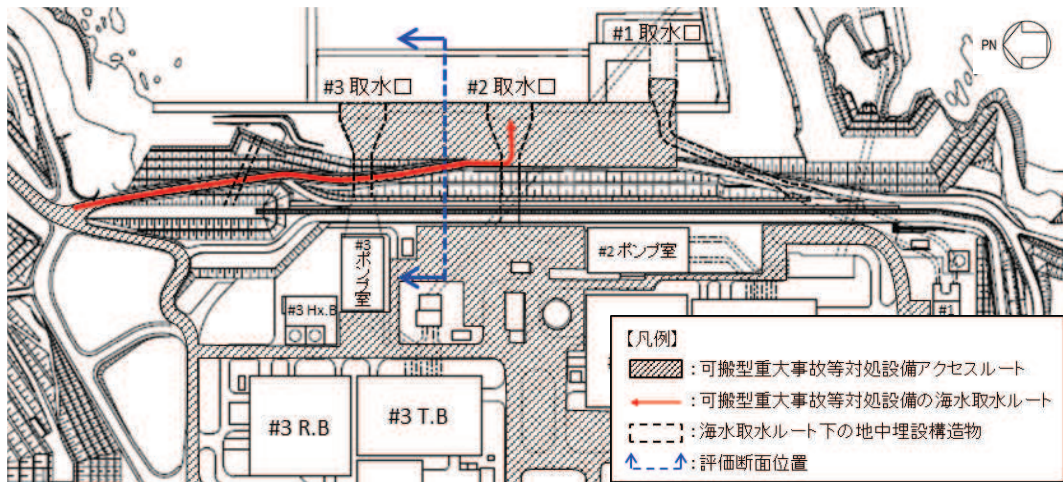 #1 取水口
PN
#3 取水口
#2 取水口
#3 ポンプ室
#2 ポンプ室
#3 Hx.B
#1
#3 R.B
#3 T.B
【凡例】
：可搬型重大事故等対処設備アクセスルート
：可搬型重大事故等対処設備の海水取水ルート
：海水取水ルート下の地中埋設構造物
：評価断面位置